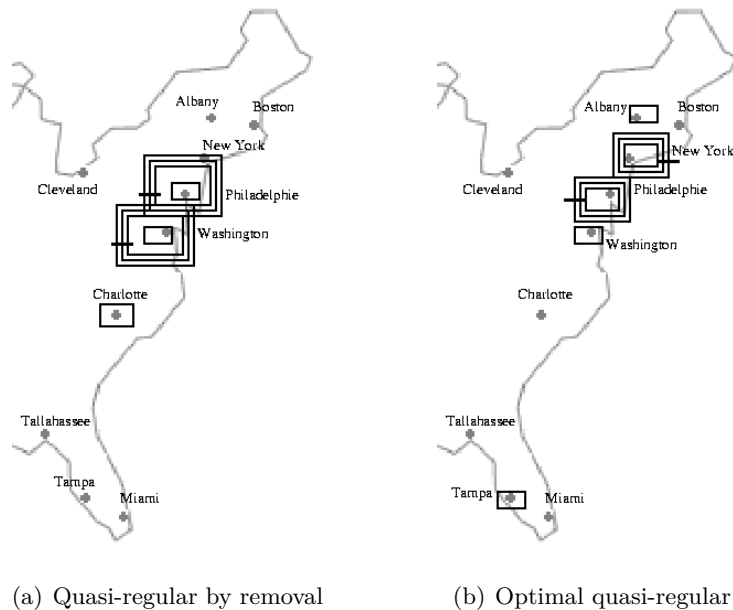 Albany
Boston
New York
Cleveland
Philadelphie
Washington
Charlotte
Tallahassee
Tampa
Miami
(a) Quasi-regular by removal
Albany
Boston
New York
Cleveland
Philadelphie
Washington
Charlotte
Tallahassee
Tampa
Miami
(b) Optimal quasi-regular